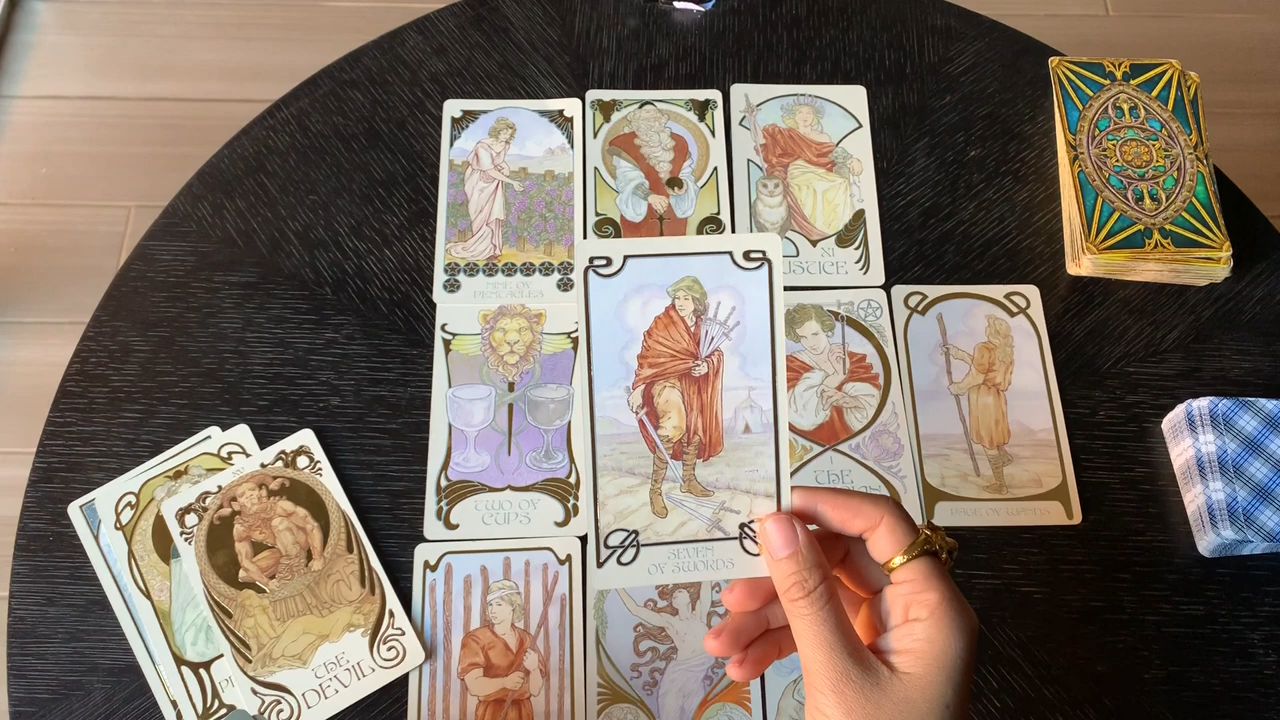 NINE OF
PENTACLES
XI
JUSTICE
TWO OF
CUPS
SEVEN
OF SWORDS
I
THE
PAGE OF WANDS
THE
DEVIL